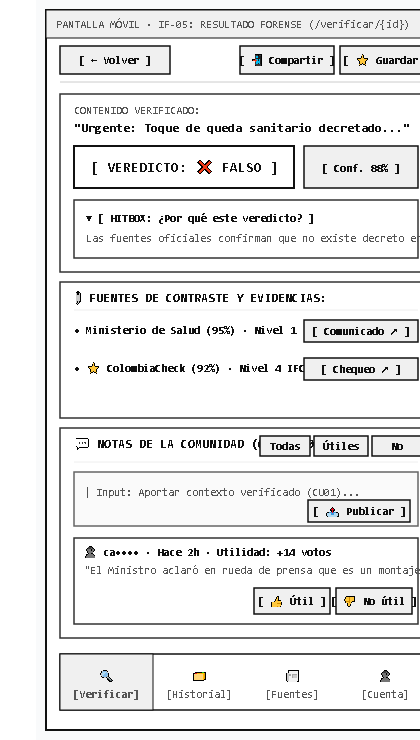 PANTALLA MÓVIL · IF-05: RESULTADO FORENSE (/verificar/{id})
[ ← Volver ] [ 📲 Compartir ] [ ⭐ Guardar
CONTENIDO VERIFICADO:
"Urgente: Toque de queda sanitario decretado..."
[ VEREDICTO: ❌ FALSO ] [ Conf. 88% ]
▾ [ HITBOX: ¿Por qué este veredicto? ]
Las fuentes oficiales confirman que no existe decreto
FUENTES DE CONTRASTE Y EVIDENCIAS:
• Ministerio de Salud (95%) · Nivel 1 [ Comunicado ↗ ]
• ⭐ ColombiaCheck (92%) · Nivel 4 IFC [ Chequeo ↗ ]
💬 NOTAS DE LA COMUNIDAD ( Todas Útiles No
| Input: Aportar contexto verificado (CU01)...
[ 📤 Publicar ]
👤 ca•••• · Hace 2h · Utilidad: +14 votos
"El Ministro aclaró en rueda de prensa que es un montaje
[ 👍 Útil ] [ 👎 No útil ]
🔍 📁 📰 👤
[Verificar] [Historial] [Fuentes] [Cuenta]